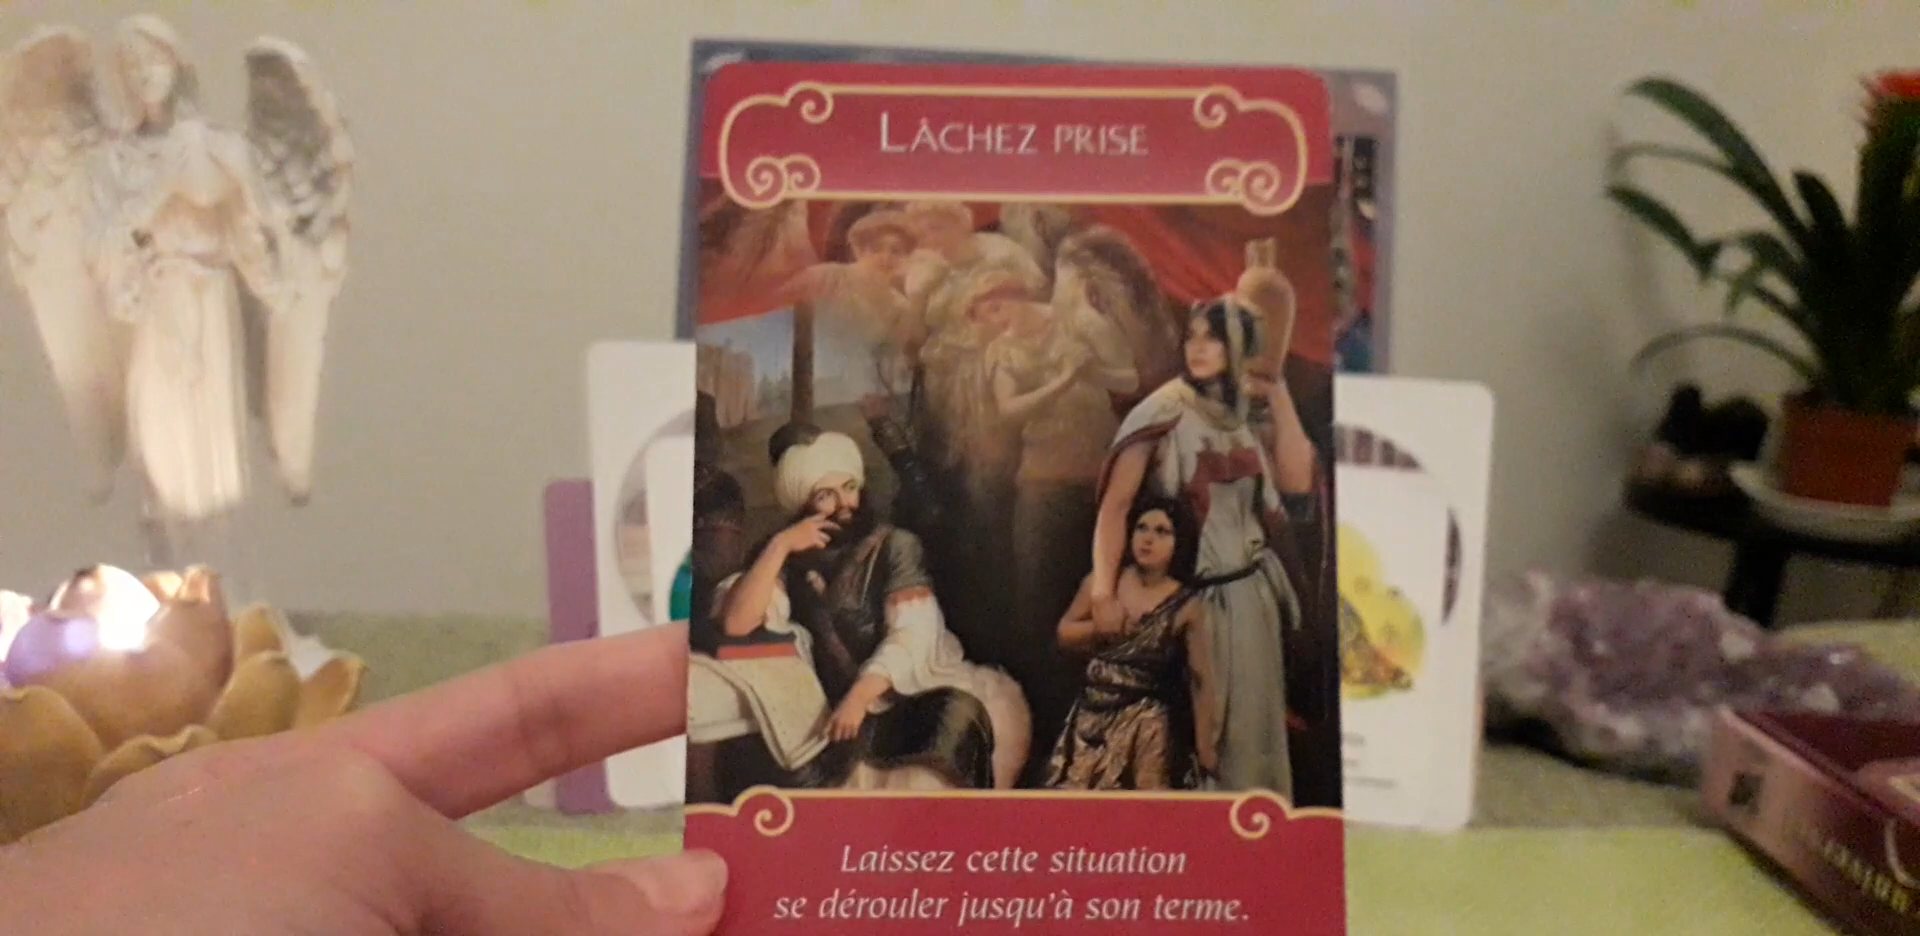 LÂCHEZ PRISE
Laissez cette situation
se dérouler jusqu'à son terme.